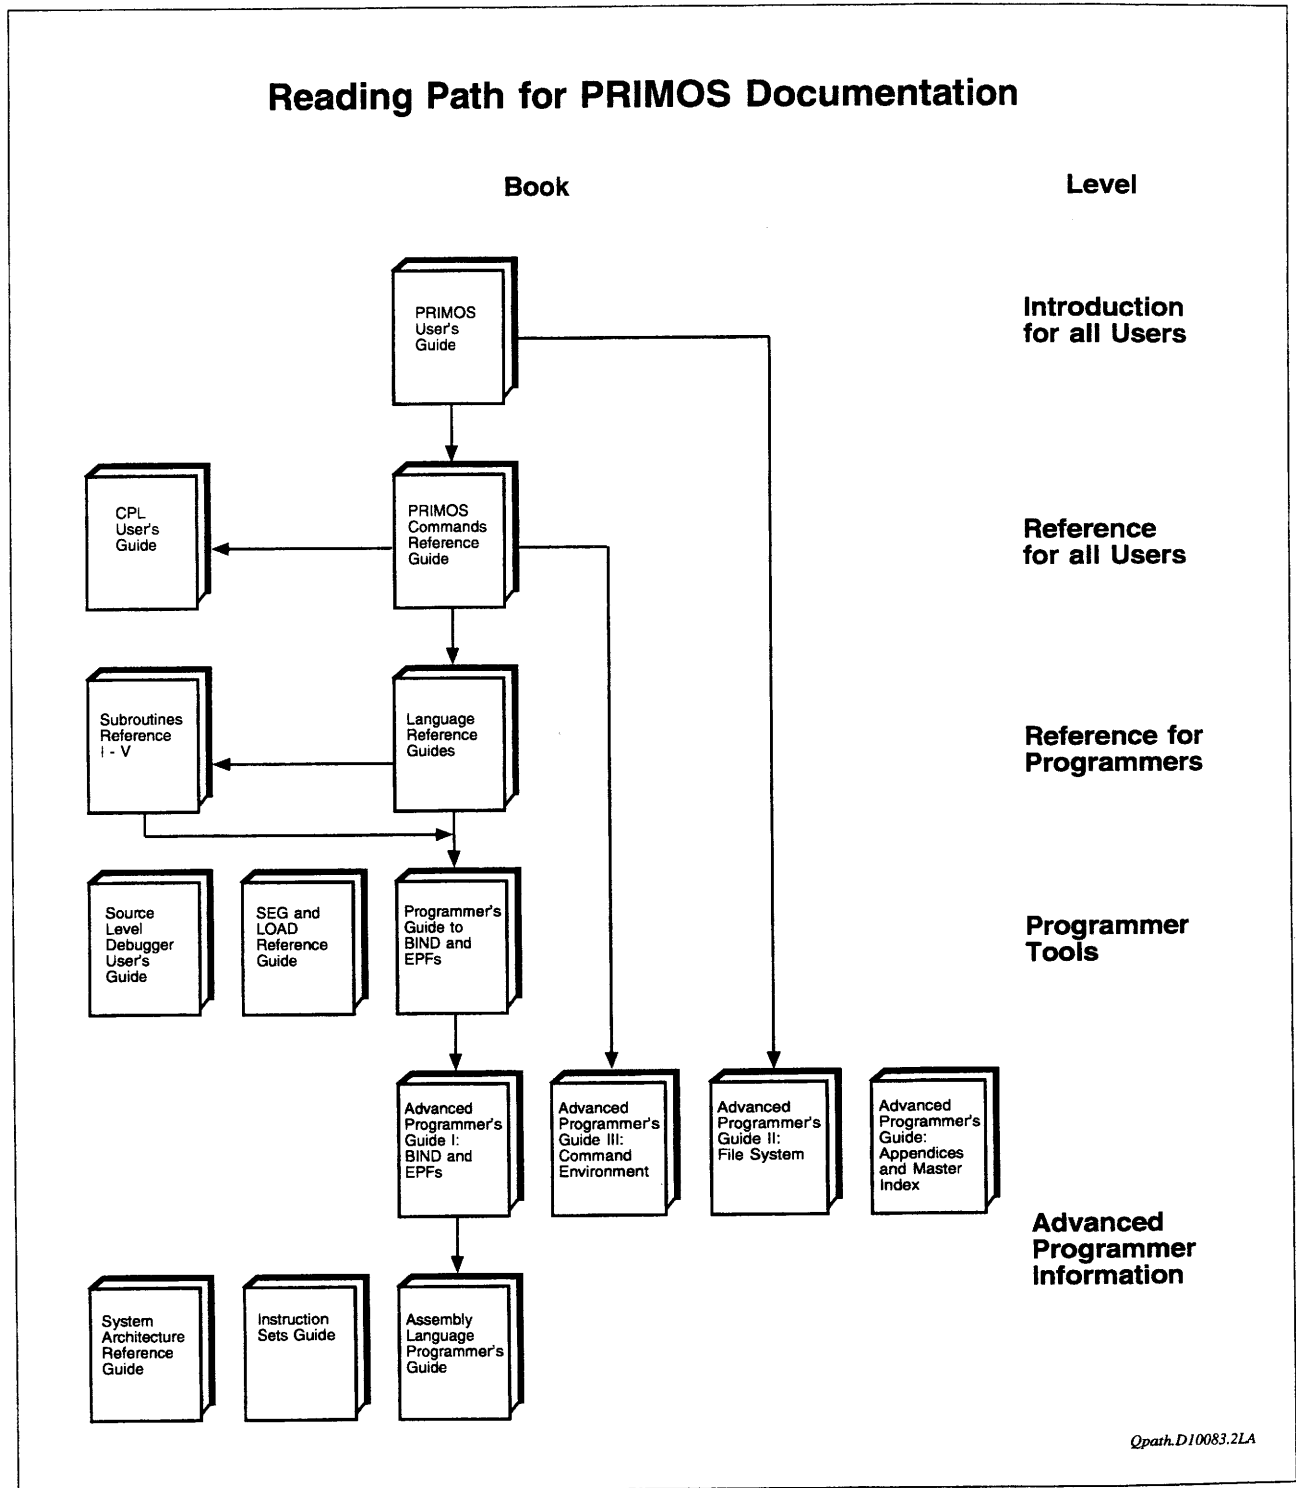 Reading Path for PRIMOS Documentation
Book
Level
PRIMOS
User's
Guide
Introduction
for all Users
CPL
User's
Guide
PRIMOS
Commands
Reference
Guide
Reference
for all Users
Subroutines
Reference
I - V
Language
Reference
Guides
Reference for
Programmers
Source
Level
Debugger
User's
Guide
SEG and
LOAD
Reference
Guide
Programmer's
Guide to
BIND and
EPFs
Programmer
Tools
Advanced
Programmer's
Guide I:
BIND and
EPFs
Advanced
Programmer's
Guide III:
Command
Environment
Advanced
Programmer's
Guide II:
File System
Advanced
Programmer's
Guide:
Appendices
and Master
Index
Advanced
Programmer
Information
System
Architecture
Reference
Guide
Instruction
Sets Guide
Assembly
Language
Programmer's
Guide
Qpath.D10083.2LA